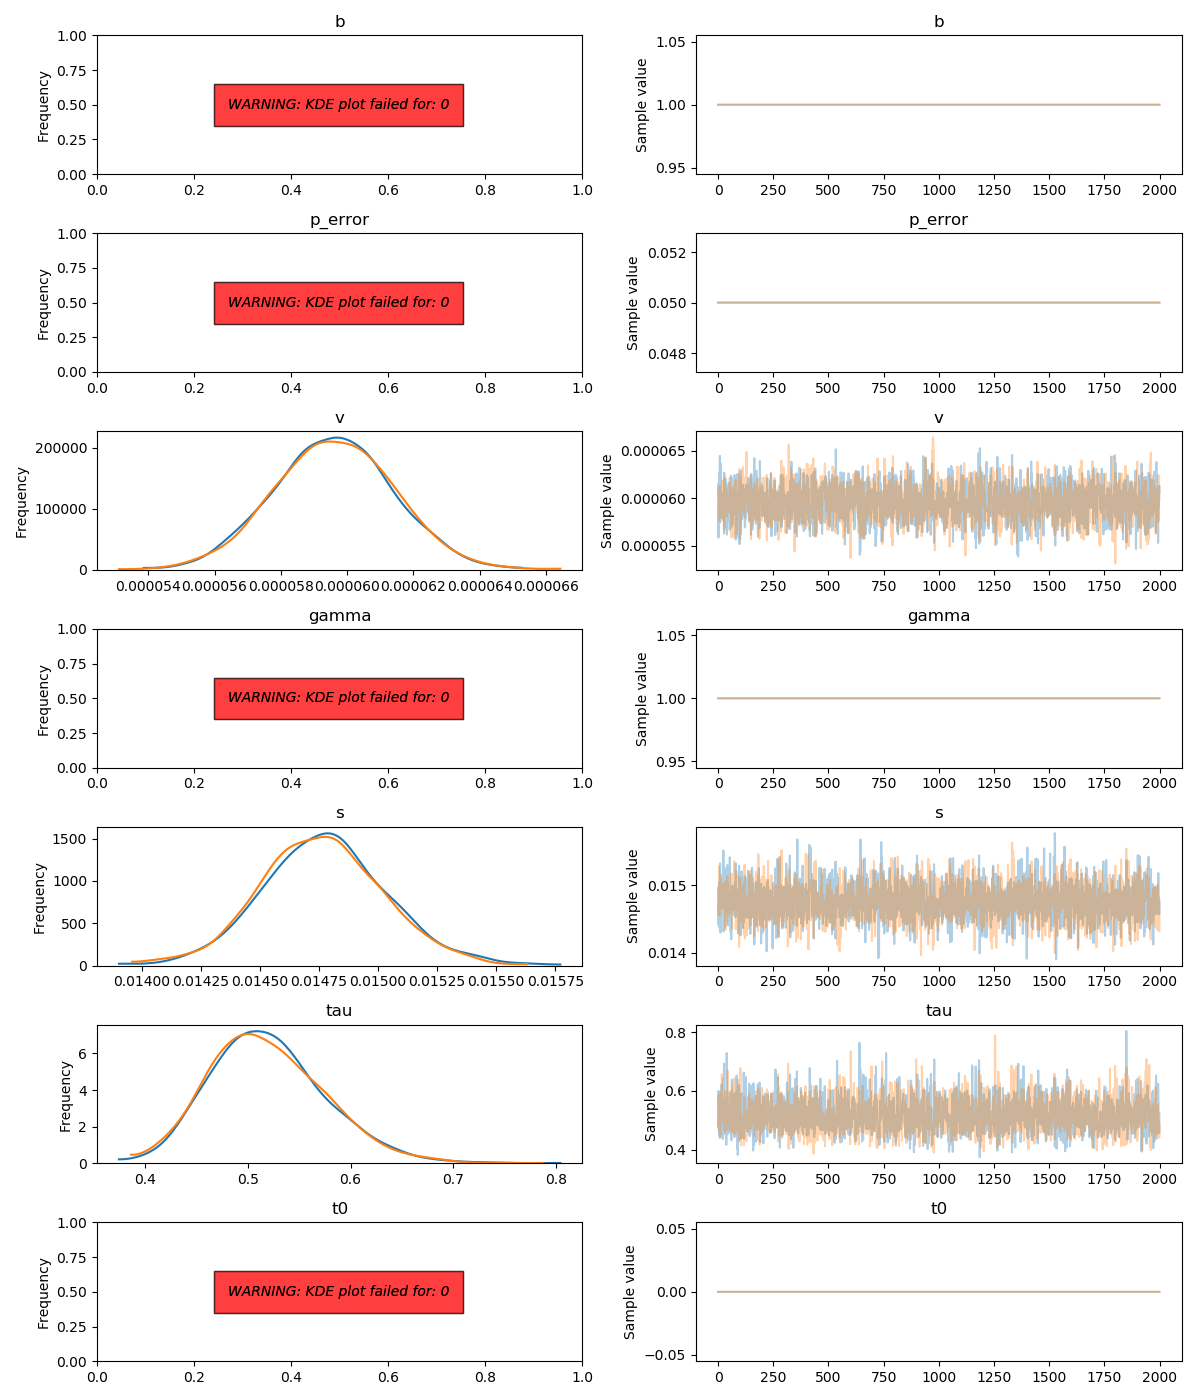 b
b
1.00
0.75
0.50
0.25
0.00
Frequency
WARNING: KDE plot failed for: 0
0.0 0.2 0.4 0.6 0.8 1.0
1.05
1.00
0.95
Sample value
0 250 500 750 1000 1250 1500 1750 2000
p_error
p_error
1.00
0.75
0.50
0.25
0.00
Frequency
WARNING: KDE plot failed for: 0
0.0 0.2 0.4 0.6 0.8 1.0
0.052
0.050
0.048
Sample value
0 250 500 750 1000 1250 1500 1750 2000
v
v
200000
100000
0
Frequency
0.000054 0.000056 0.000058 0.000060 0.000062 0.000064 0.000066
0.000065
0.000060
0.000055
Sample value
0 250 500 750 1000 1250 1500 1750 2000
gamma
gamma
1.00
0.75
0.50
0.25
0.00
Frequency
WARNING: KDE plot failed for: 0
0.0 0.2 0.4 0.6 0.8 1.0
1.05
1.00
0.95
Sample value
0 250 500 750 1000 1250 1500 1750 2000
s
s
1500
1000
500
0
Frequency
0.01400 0.01425 0.01450 0.01475 0.01500 0.01525 0.01550 0.01575
0.015
0.014
Sample value
0 250 500 750 1000 1250 1500 1750 2000
tau
tau
6
4
2
0
Frequency
0.4 0.5 0.6 0.7 0.8
0.8
0.6
0.4
Sample value
0 250 500 750 1000 1250 1500 1750 2000
t0
t0
1.00
0.75
0.50
0.25
0.00
Frequency
WARNING: KDE plot failed for: 0
0.0 0.2 0.4 0.6 0.8 1.0
0.05
0.00
−0.05
Sample value
0 250 500 750 1000 1250 1500 1750 2000